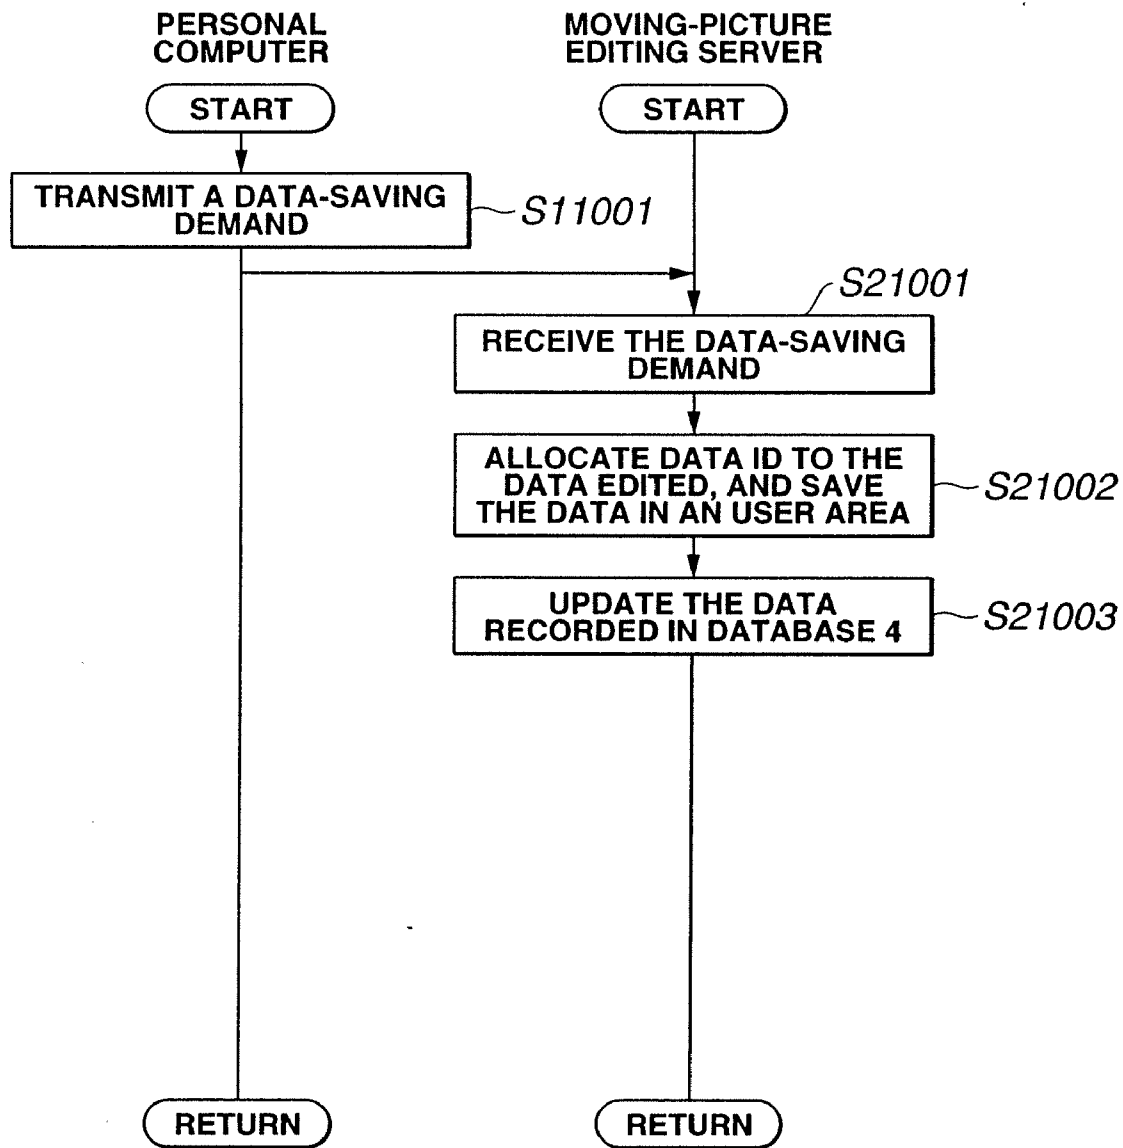 PERSONAL
COMPUTER
MOVING-PICTURE
EDITING SERVER
START
START
TRANSMIT A DATA-SAVING
DEMAND
S11001
S21001
RECEIVE THE DATA-SAVING
DEMAND
ALLOCATE DATA ID TO THE
DATA EDITED, AND SAVE
THE DATA IN AN USER AREA
S21002
UPDATE THE DATA
RECORDED IN DATABASE 4
S21003
RETURN
RETURN